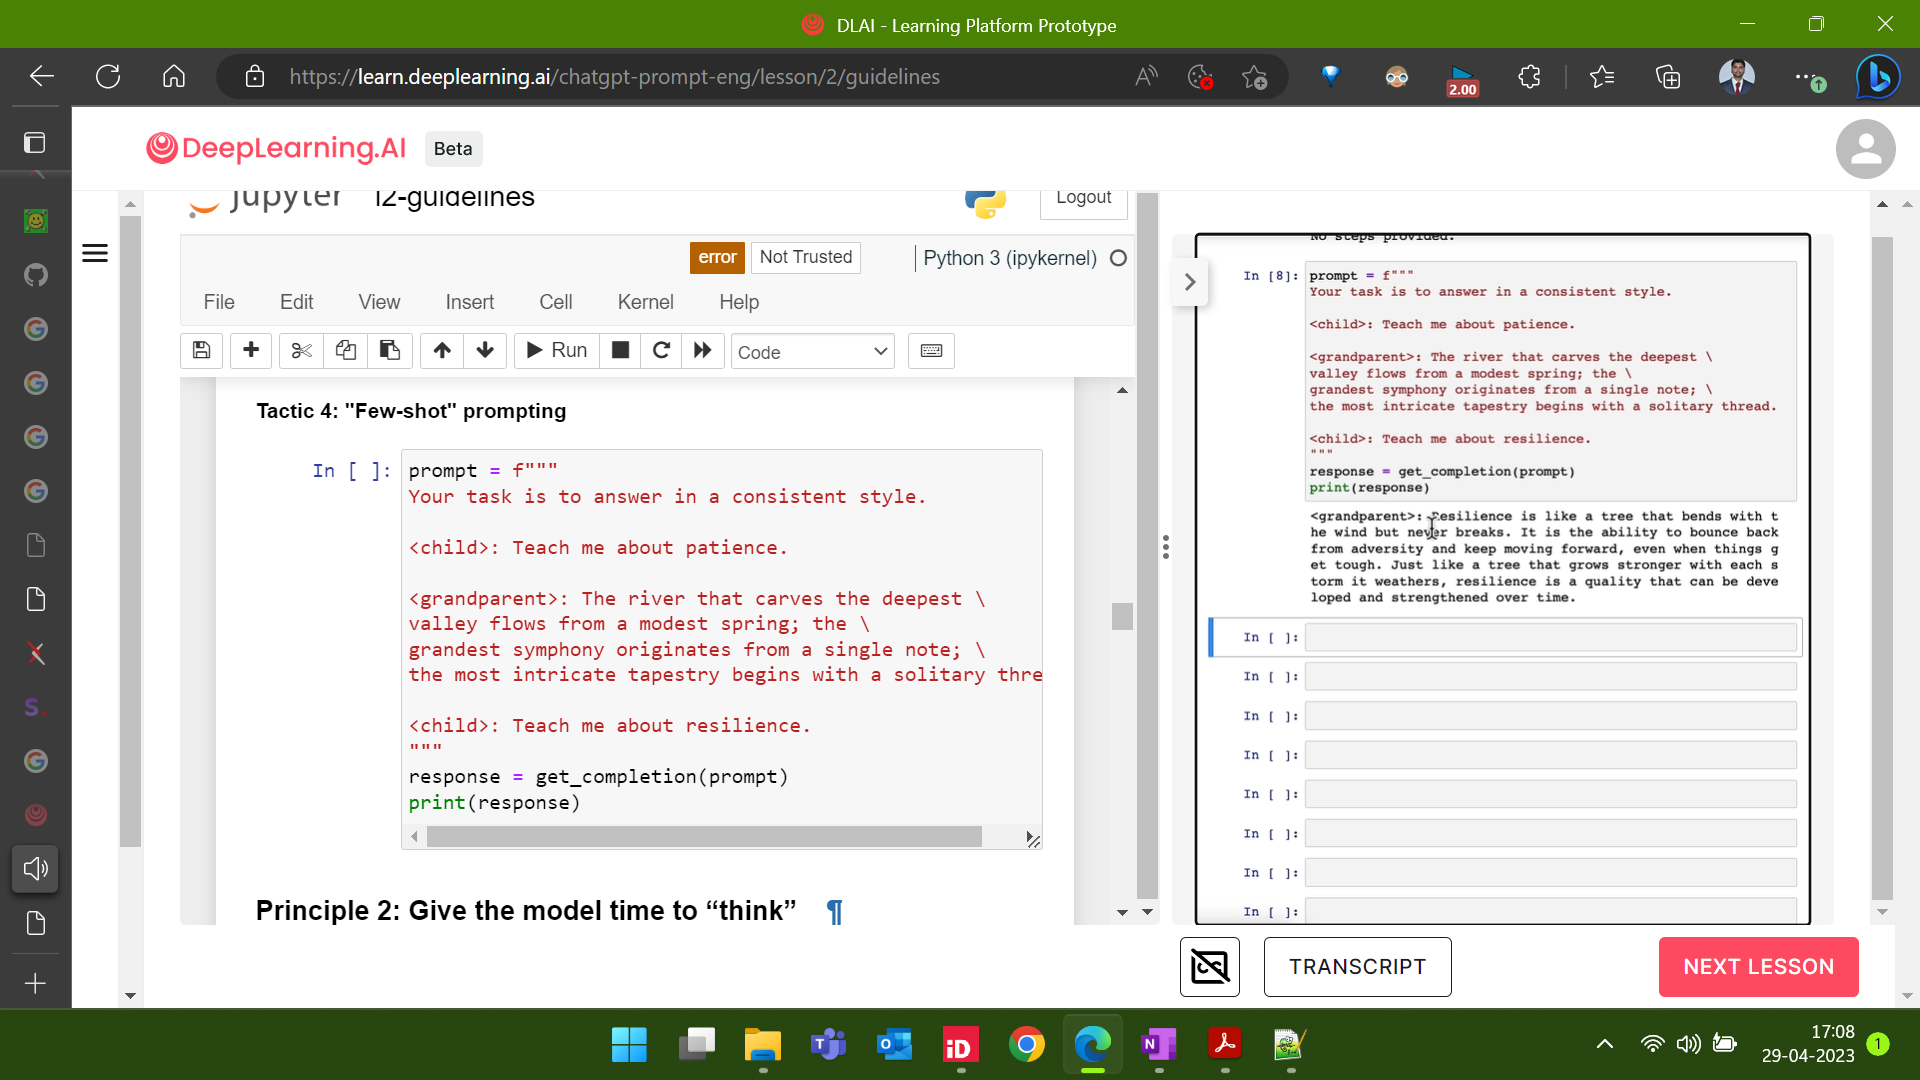 DLAI - Learning Platform Prototype
https://learn.deeplearning.ai/chatgpt-prompt-eng/lesson/2/guidelines
2.00
DeepLearning.AI Beta
jupyter l2-guidelines
Logout
error Not Trusted Python 3 (ipykernel)
File Edit View Insert Cell Kernel Help
Run Code
Tactic 4: "Few-shot" prompting
In [ ]: prompt = f"""
Your task is to answer in a consistent style.
<child>: Teach me about patience.
<grandparent>: The river that carves the deepest \
valley flows from a modest spring; the \
grandest symphony originates from a single note; \
the most intricate tapestry begins with a solitary thre
<child>: Teach me about resilience.
"""
response = get_completion(prompt)
print(response)
Principle 2: Give the model time to “think” ¶
No steps provided.
In [8]: prompt = f"""
Your task is to answer in a consistent style.
<child>: Teach me about patience.
<grandparent>: The river that carves the deepest \
valley flows from a modest spring; the \
grandest symphony originates from a single note; \
the most intricate tapestry begins with a solitary thread.
<child>: Teach me about resilience.
"""
response = get_completion(prompt)
print(response)
<grandparent>: Resilience is like a tree that bends with t
he wind but never breaks. It is the ability to bounce back
from adversity and keep moving forward, even when things g
et tough. Just like a tree that grows stronger with each s
torm it weathers, resilience is a quality that can be deve
loped and strengthened over time.
In [ ]:
In [ ]:
In [ ]:
In [ ]:
In [ ]:
In [ ]:
In [ ]:
In [ ]:
CC TRANSCRIPT NEXT LESSON
17:08
29-04-2023
1